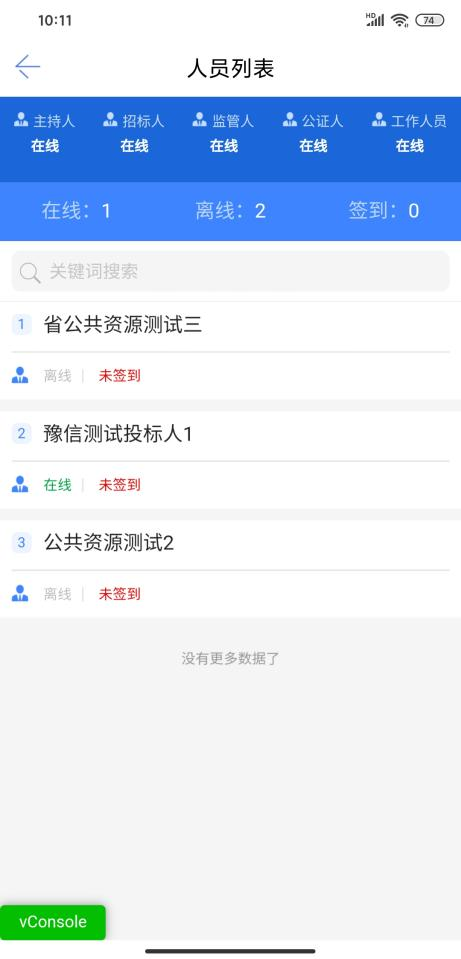 10:11
HD
74
人员列表
主持人 招标人 监管人 公证人 工作人员
在线 在线 在线 在线 在线
在线：1 离线：2 签到：0
关键词搜索
1 省公共资源测试三
离线 | 未签到
2 豫信测试投标人1
在线 | 未签到
3 公共资源测试2
离线 | 未签到
没有更多数据了
vConsole